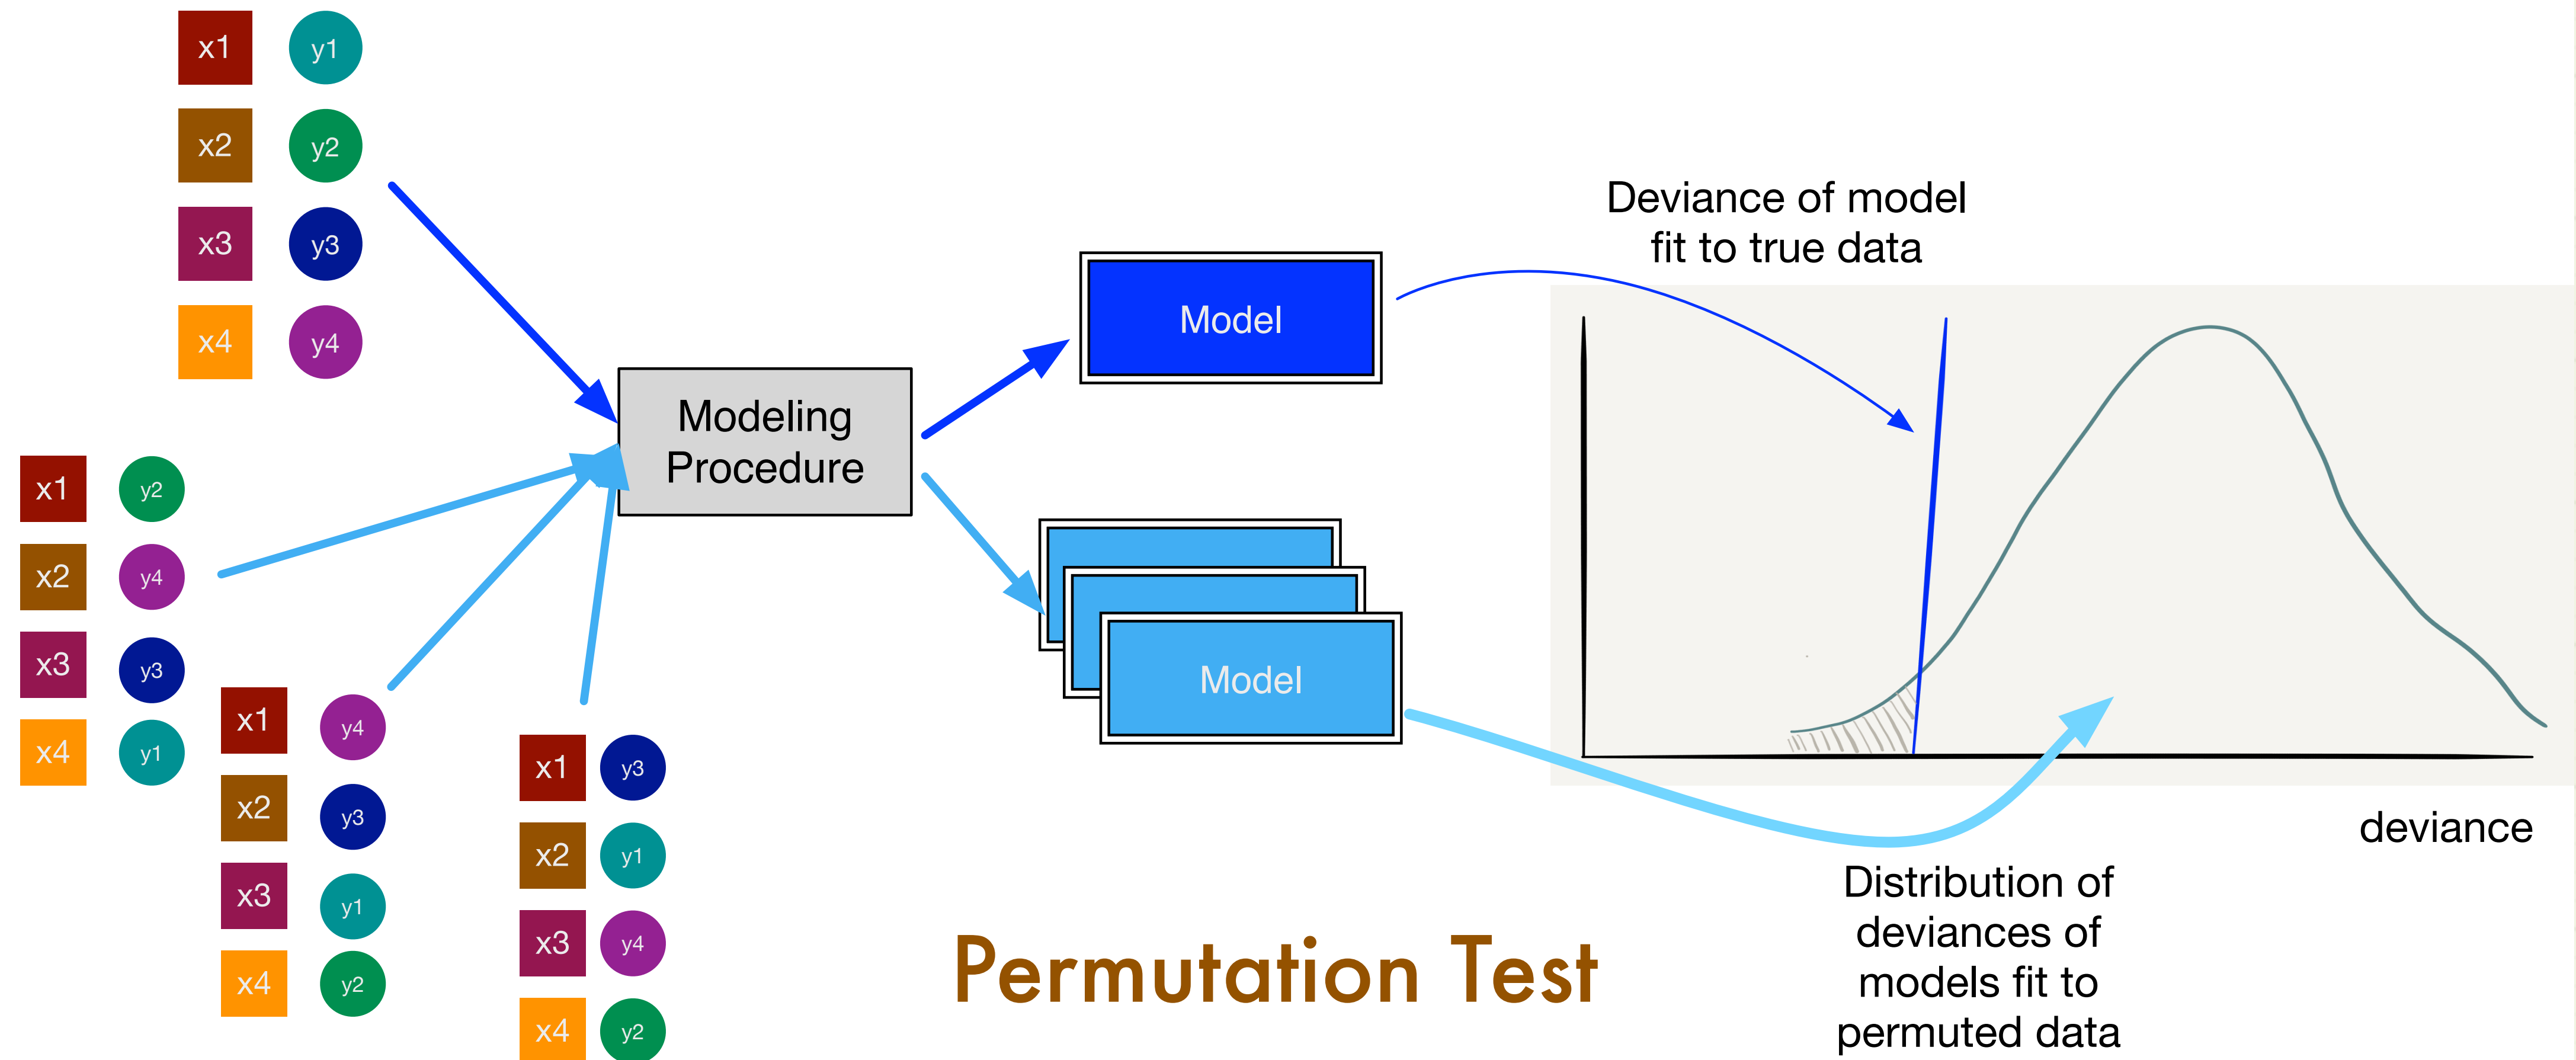 x1 y1
x2 y2
x3 y3
x4 y4
x1 y2
x2 y4
x3 y3
x4 y1
x1 y4
x2 y3
x3 y1
x4 y2
x1 y3
x2 y1
x3 y4
x4 y2
Modeling
Procedure
Model
Model
Deviance of model
fit to true data
deviance
Distribution of
deviances of
models fit to
permuted data
Permutation Test